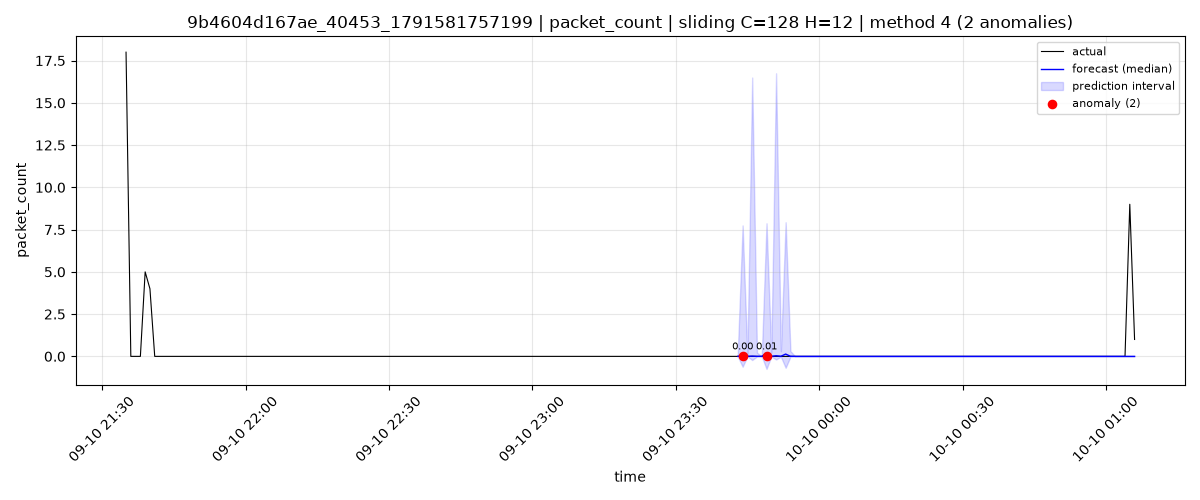 9b4604d167ae_40453_1791581757199 | packet_count | sliding C=128 H=12 | method 4 (2 anomalies)
actual
forecast (median)
prediction interval
anomaly (2)
packet_count
17.5
15.0
12.5
10.0
7.5
5.0
2.5
0.0
0.00
0.01
09-10 21:30
09-10 22:00
09-10 22:30
09-10 23:00
09-10 23:30
10-10 00:00
10-10 00:30
10-10 01:00
time